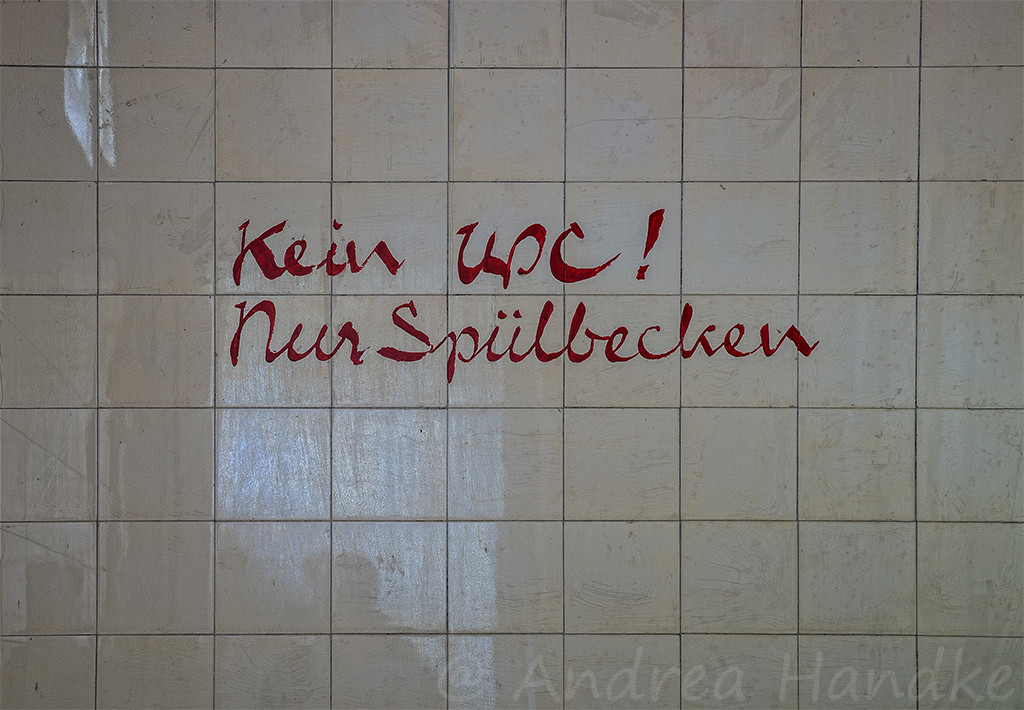 Kein WC!
Nur Spülbecken
© Andrea Handke